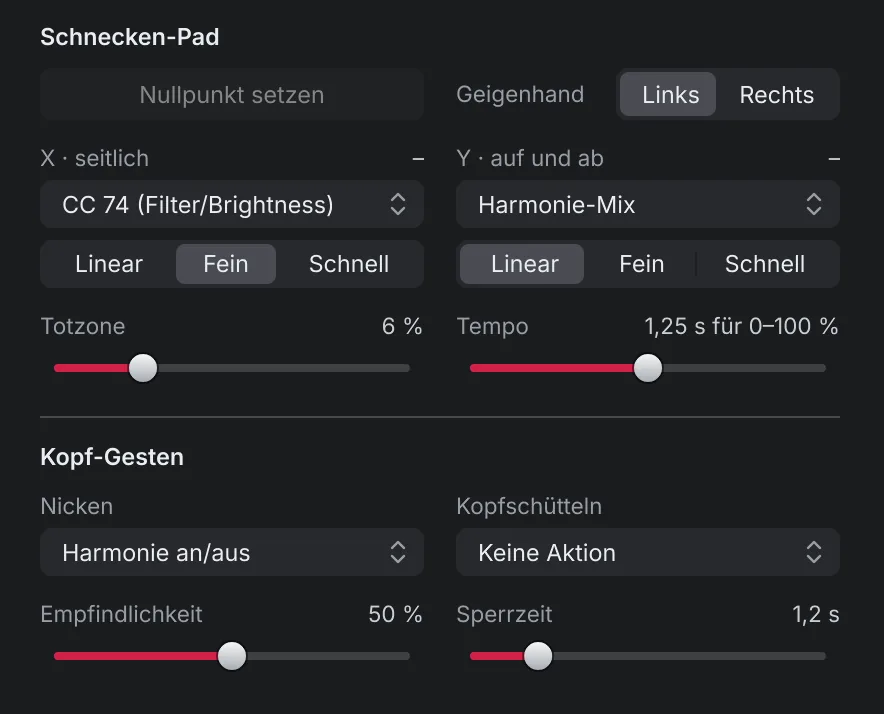 Schnecken-Pad
Nullpunkt setzen
Geigenhand
Links
Rechts
X · seitlich
–
Y · auf und ab
–
CC 74 (Filter/Brightness)
Harmonie-Mix
Linear
Fein
Schnell
Linear
Fein
Schnell
Totzone
6 %
Tempo
1,25 s für 0–100 %
Kopf-Gesten
Nicken
Kopfschütteln
Harmonie an/aus
Keine Aktion
Empfindlichkeit
50 %
Sperrzeit
1,2 s